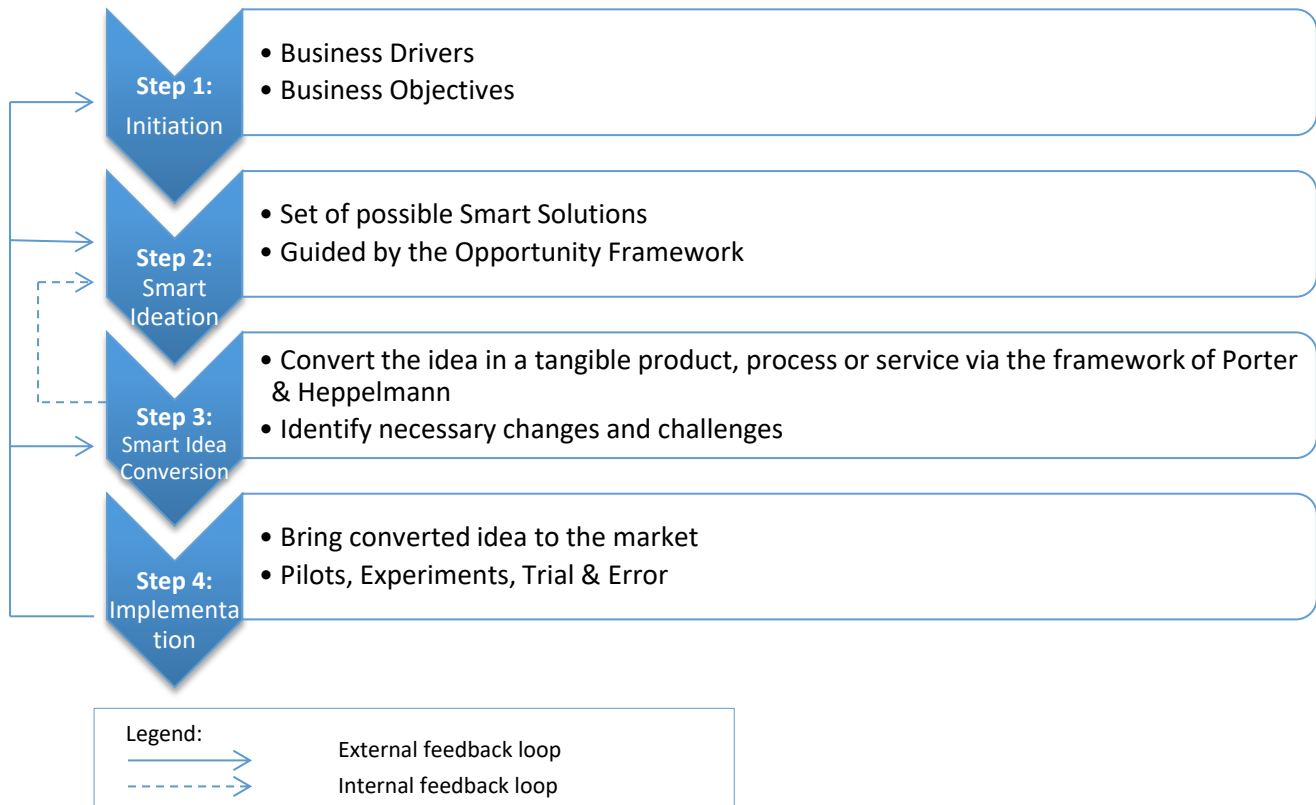 Step 1:
Initiation
• Business Drivers
• Business Objectives
Step 2:
Smart
Ideation
• Set of possible Smart Solutions
• Guided by the Opportunity Framework
Step 3:
Smart Idea
Conversion
• Convert the idea in a tangible product, process or service via the framework of Porter
& Heppelmann
• Identify necessary changes and challenges
Step 4:
Implementa
tion
• Bring converted idea to the market
• Pilots, Experiments, Trial & Error
Legend:
External feedback loop
Internal feedback loop